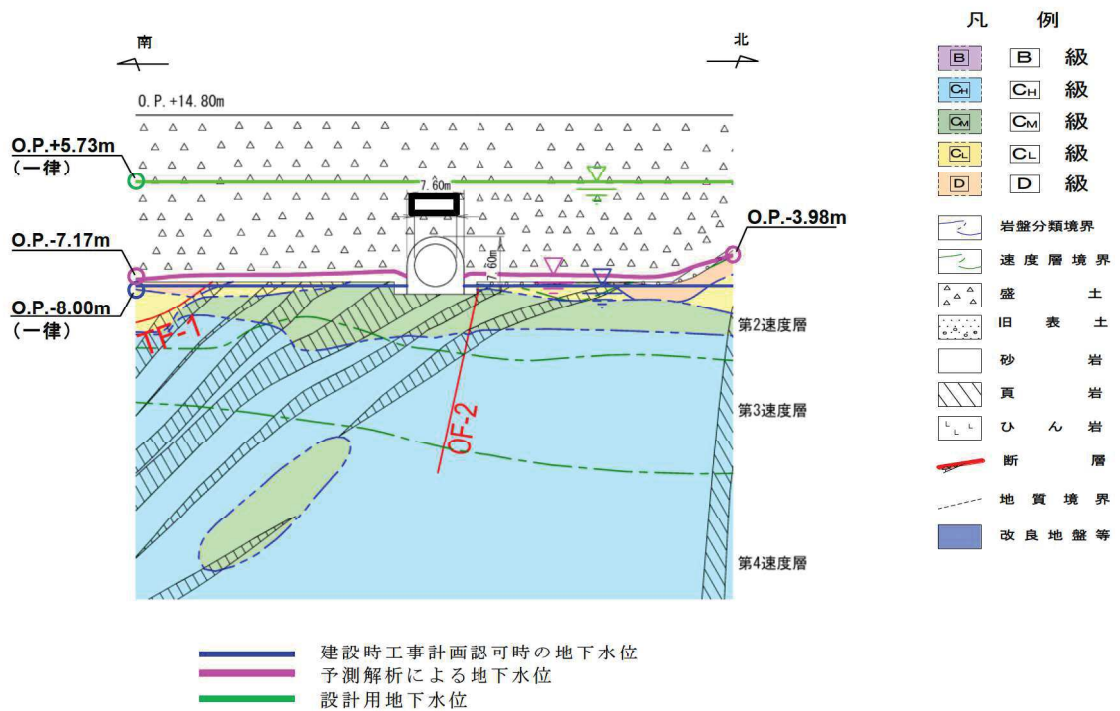 南
北
O.P.+14.80m
O.P.+5.73m
（一律）
7.60m
7.60m
O.P.-3.98m
O.P.-7.17m
O.P.-8.00m
（一律）
TF-1
OF-2
第2速度層
第3速度層
第4速度層
凡 例
B B 級
CH CH 級
CM CM 級
CL CL 級
D D 級
岩盤分類境界
速度層境界
盛 土
旧 表 土
砂 岩
頁 岩
ひ ん 岩
断 層
地 質 境 界
改 良 地 盤 等
建設時工事計画認可時の地下水位
予測解析による地下水位
設計用地下水位